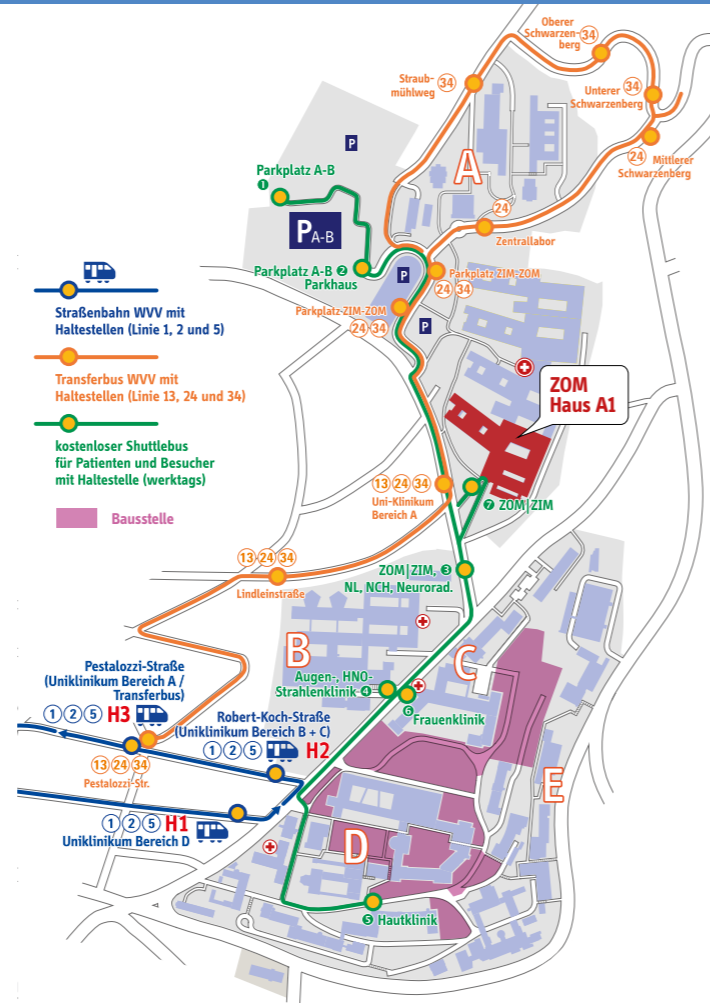 Oberer
Schwarzen-
berg
34
Straub-
mühlweg
34
Unterer
Schwarzenberg
34
24
Mittlerer
Schwarzenberg
P
A
Parkplatz A-B
1
24
Zentrallabor
P A-B
Parkplatz A-B 2
Parkhaus
P
Parkplatz ZIM-ZOM
24 34
Parkplatz ZIM-ZOM
24 34
P
Straßenbahn WVV mit
Haltestellen (Linie 1, 2 und 5)
Transferbus WVV mit
Haltestellen (Linie 13, 24 und 34)
kostenloser Shuttlebus
für Patienten und Besucher
mit Haltestelle (werktags)
Bausstelle
ZOM
Haus A1
13 24 34
Uni-Klinikum
Bereich A
7 ZOM|ZIM
13 24 34
Lindleinstraße
ZOM|ZIM, 3
NL, NCH, Neurorad.
B
C
Augen-, HNO-
Strahlenklinik 4
6
Frauenklinik
Pestalozzi-Straße
(Uniklinikum Bereich A /
Transferbus)
1 2 5 H3
13 24 34
Pestalozzi-Str.
Robert-Koch-Straße
(Uniklinikum Bereich B + C)
1 2 5 H2
1 2 5 H1
Uniklinikum Bereich D
E
D
5 Hautklinik